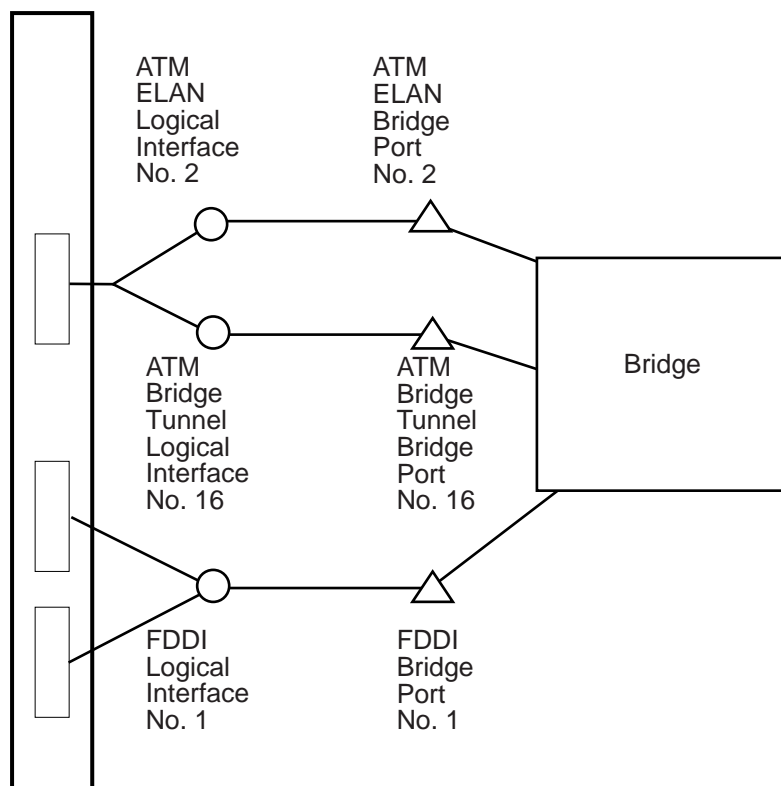 ATM
ELAN
Logical
Interface
No. 2
ATM
ELAN
Bridge
Port
No. 2
ATM
Bridge
Tunnel
Logical
Interface
No. 16
ATM
Bridge
Tunnel
Bridge
Port
No. 16
Bridge
FDDI
Logical
Interface
No. 1
FDDI
Bridge
Port
No. 1